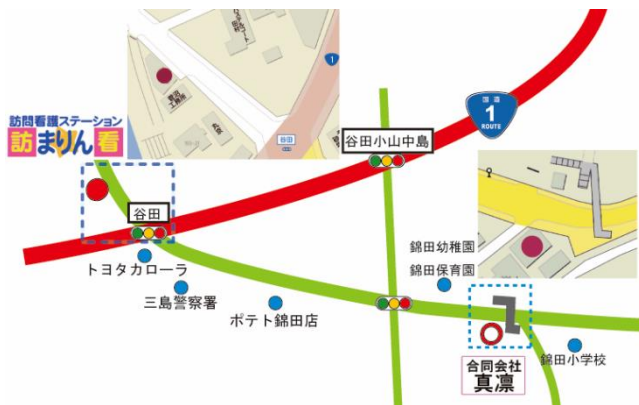 訪問看護ステーション
訪まりん看
1
谷田
国道
1
ROUTE
谷田小山中島
谷田
トヨタカローラ
三島警察署
ポテト錦田店
錦田幼稚園
錦田保育園
合同会社
真凛
錦田小学校